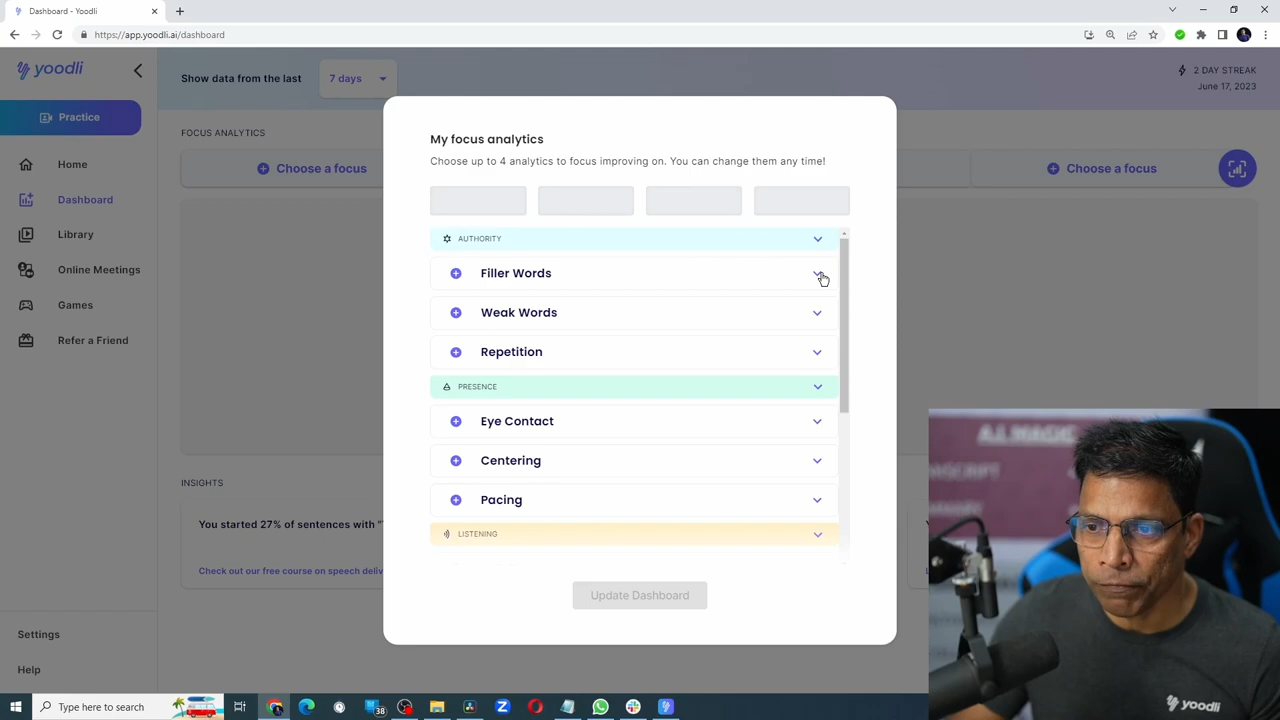 Dashboard - Yoodli
https://app.yoodli.ai/dashboard
yoodli
Show data from the last
7 days
2 DAY STREAK
June 17, 2023
Practice
Home
Dashboard
Library
Online Meetings
Games
Refer a Friend
Settings
Help
FOCUS ANALYTICS
Choose a focus
Choose a focus
My focus analytics
Choose up to 4 analytics to focus improving on. You can change them any time!
AUTHORITY
Filler Words
Weak Words
Repetition
PRESENCE
Eye Contact
Centering
Pacing
LISTENING
Update Dashboard
INSIGHTS
You started 27% of sentences with
Check out our free course on speech
A.I. MAGIC
SUMMARY
yoodli
Type here to search
38